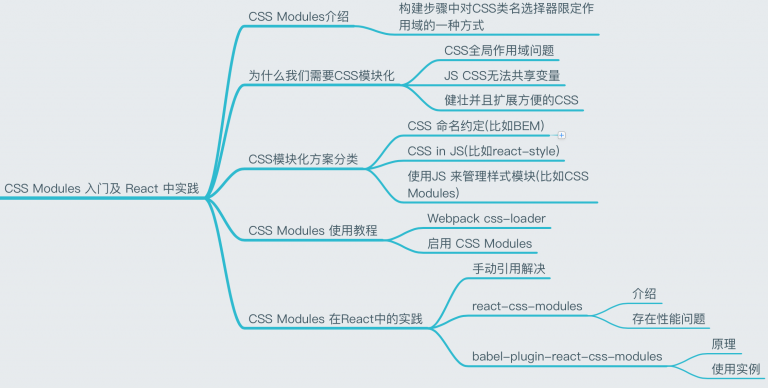 CSS Modules 入门及 React 中实践
CSS Modules介绍
构建步骤中对CSS类名选择器限定作
用域的一种方式
为什么我们需要CSS模块化
CSS全局作用域问题
JS CSS无法共享变量
健壮并且扩展方便的CSS
CSS模块化方案分类
CSS 命名约定(比如BEM)
CSS in JS(比如react-style)
使用JS 来管理样式模块(比如CSS
Modules)
CSS Modules 使用教程
Webpack css-loader
启用 CSS Modules
CSS Modules 在React中的实践
手动引用解决
react-css-modules
介绍
存在性能问题
babel-plugin-react-css-modules
原理
使用实例